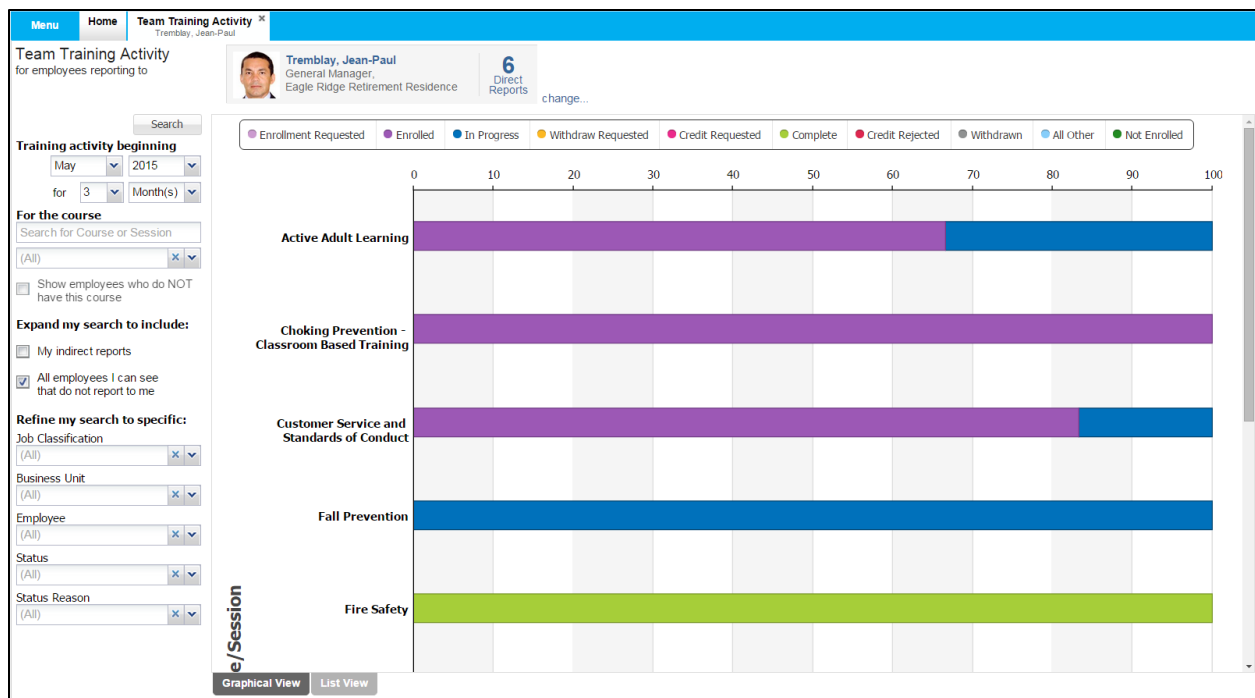 Menu
Home
Team Training Activity
Tremblay, Jean-Paul
Team Training Activity
for employees reporting to
Tremblay, Jean-Paul
General Manager,
Eagle Ridge Retirement Residence
6
Direct
Reports
change...
Search
Training activity beginning
May 2015
for 3 Month(s)
For the course
Search for Course or Session
(All)
Show employees who do NOT
have this course
Expand my search to include:
My indirect reports
All employees I can see
that do not report to me
Refine my search to specific:
Job Classification
(All)
Business Unit
(All)
Employee
(All)
Status
(All)
Status Reason
(All)
Enrollment Requested Enrolled In Progress Withdraw Requested Credit Requested Complete Credit Rejected Withdrawn All Other Not Enrolled
0 10 20 30 40 50 60 70 80 90 100
Active Adult Learning
Choking Prevention -
Classroom Based Training
Customer Service and
Standards of Conduct
Fall Prevention
Fire Safety
e/Session
Graphical View List View